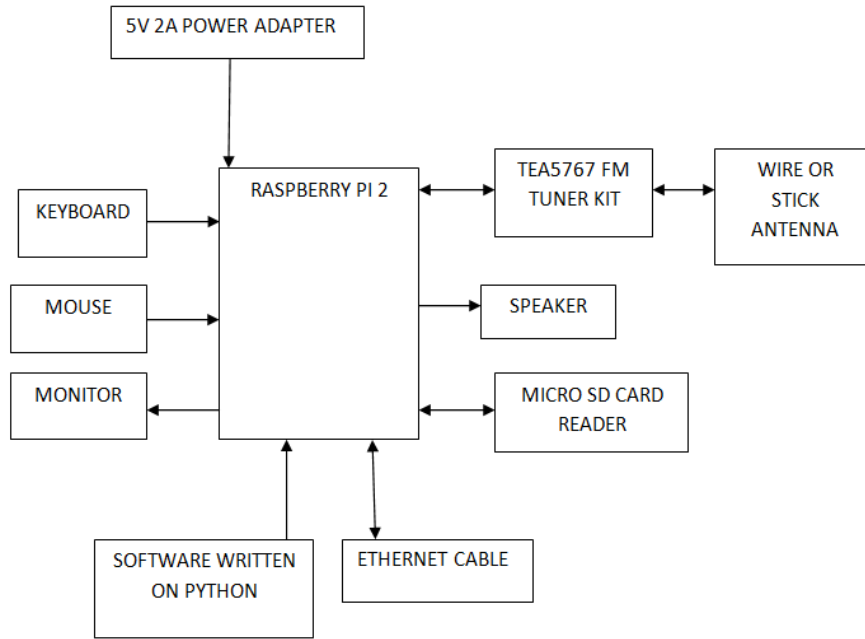 5V 2A POWER ADAPTER
RASPBERRY PI 2
TEA5767 FM
TUNER KIT
WIRE OR
STICK
ANTENNA
KEYBOARD
MOUSE
SPEAKER
MONITOR
MICRO SD CARD
READER
SOFTWARE WRITTEN
ON PYTHON
ETHERNET CABLE